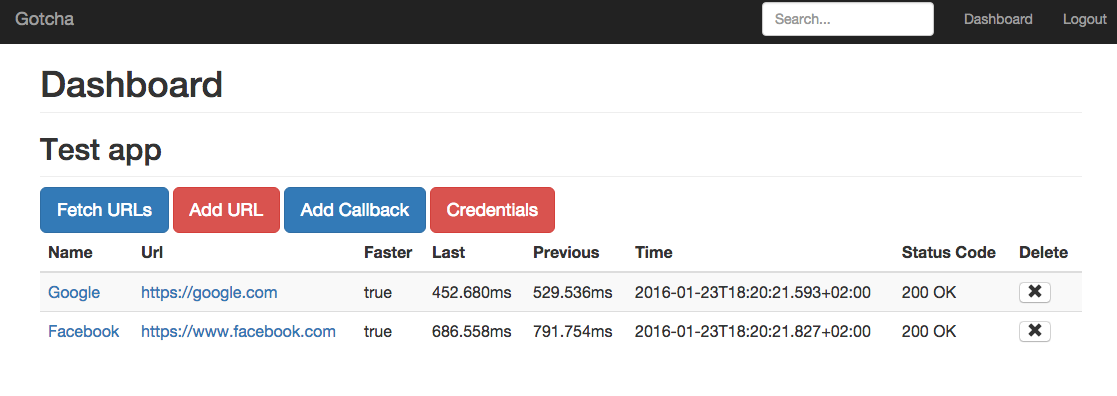 Gotcha Search... Dashboard Logout
Dashboard
Test app
Fetch URLs Add URL Add Callback Credentials
Name Url Faster Last Previous Time Status Code Delete
Google https://google.com true 452.680ms 529.536ms 2016-01-23T18:20:21.593+02:00 200 OK
Facebook https://www.facebook.com true 686.558ms 791.754ms 2016-01-23T18:20:21.827+02:00 200 OK